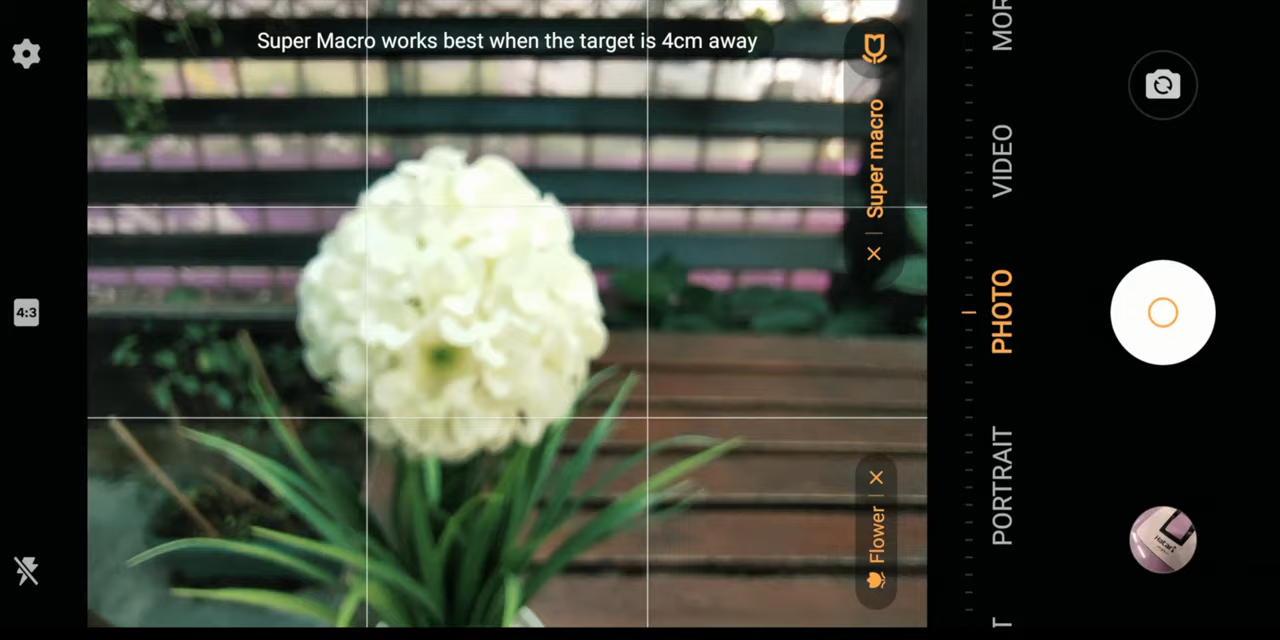 Super Macro works best when the target is 4cm away
4:3
× | Super macro
Flower | ×
MOR
VIDEO
PHOTO
PORTRAIT
T
Hatari